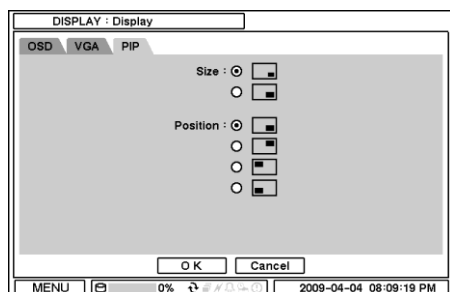 DISPLAY : Display
OSD VGA PIP
Size :
Position :
OK Cancel
MENU 0% 2009-04-04 08:09:19 PM